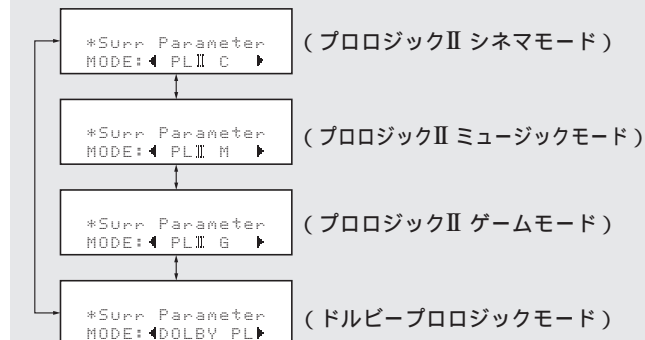 *Surr Parameter
MODE:◀ PLⅡ C ▶
(プロロジックⅡ シネマモード)
*Surr Parameter
MODE:◀ PLⅡ M ▶
(プロロジックⅡ ミュージックモード)
*Surr Parameter
MODE:◀ PLⅡ G ▶
(プロロジックⅡ ゲームモード)
*Surr Parameter
MODE:◀DOLBY PL▶
(ドルビープロロジックモード)